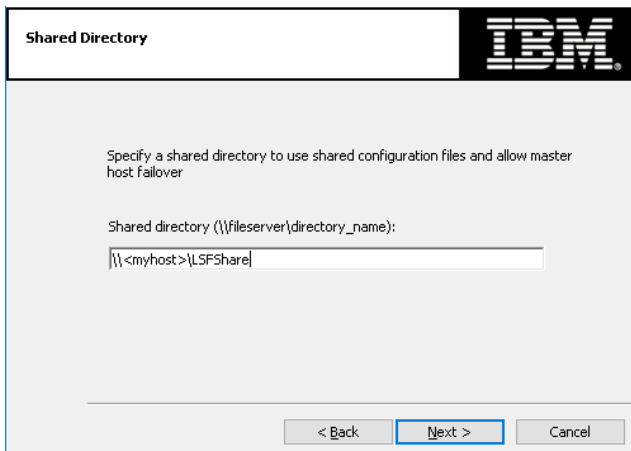 Shared Directory
IBM.
Specify a shared directory to use shared configuration files and allow master
host failover
Shared directory (\\fileserver\directory_name):
\\<myhost>\LSFShare
< Back
Next >
Cancel